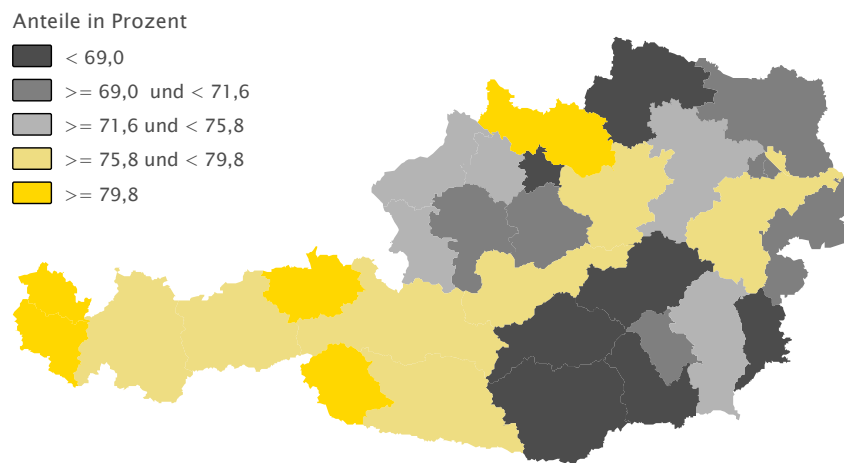 Anteile in Prozent
< 69,0
>= 69,0 und < 71,6
>= 71,6 und < 75,8
>= 75,8 und < 79,8
>= 79,8